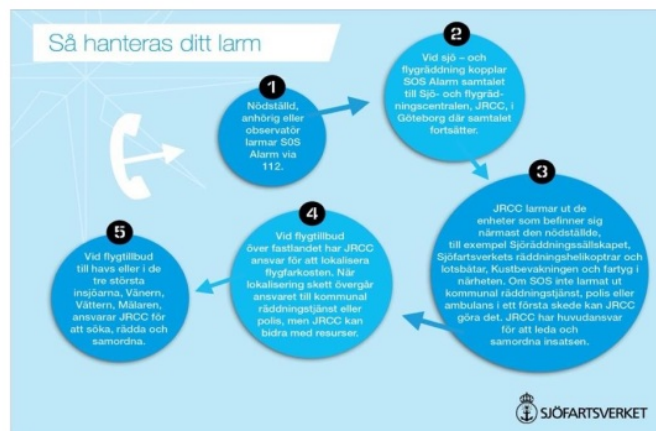 Så hanteras ditt larm
1
Nödställd,
anhörig eller
observatör
larmar SOS
Alarm via
112.
2
Vid sjö – och
flygräddning kopplar
SOS Alarm samtalet
till Sjö- och flygräd-
ningscentralen, JRCC, i
Göteborg där samtalet
fortsätter.
3
JRCC larmar ut de
enheter som befinner sig
närmast den nödställde,
till exempel Sjöräddningssällskapet,
Sjöfartsverkets räddningshelikoptrar och
lotsbåtar, Kustbevakningen och fartyg i
närheten. Om SOS inte larmat ut
kommunal räddningstjänst, polis eller
ambulans i ett första skede kan JRCC
göra det. JRCC har huvudansvar
för att leda och
samordna insatsen.
4
Vid flygtillbud
över fastlandet har JRCC
ansvar för att lokalisera
flygfarkosten. När
lokalisering skett övergår
ansvaret till kommunal
räddningstjänst eller
polis, men JRCC kan
bidra med resurser.
5
Vid flygtillbud
till havs eller i de
tre största
insjöarna, Vänern,
Vättern, Mälaren,
ansvarar JRCC för
att söka, rädda och
samordna.
SJÖFARTSVERKET